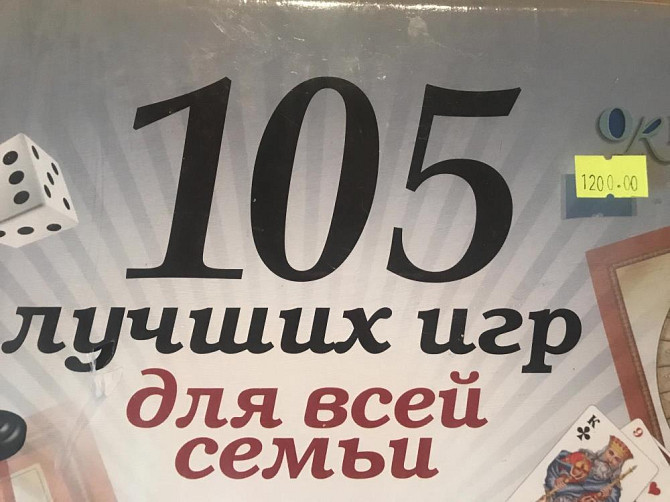 105
1200.00
лучших игр
для всей
семьи
K